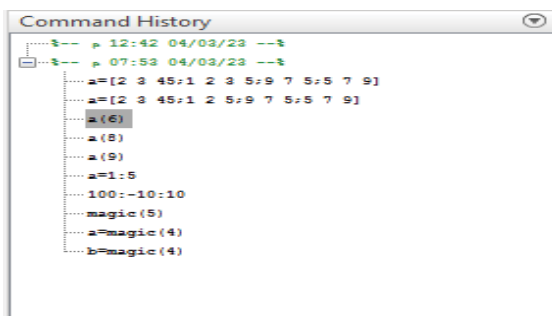 Command History
%-- م 12:42 04/03/23 --%
%-- م 07:53 04/03/23 --%
a=[2 3 45;1 2 3 5;9 7 5;5 7 9]
a=[2 3 45;1 2 5;9 7 5;5 7 9]
a(6)
a(8)
a(9)
a=1:5
100:-10:10
magic(5)
a=magic(4)
b=magic(4)